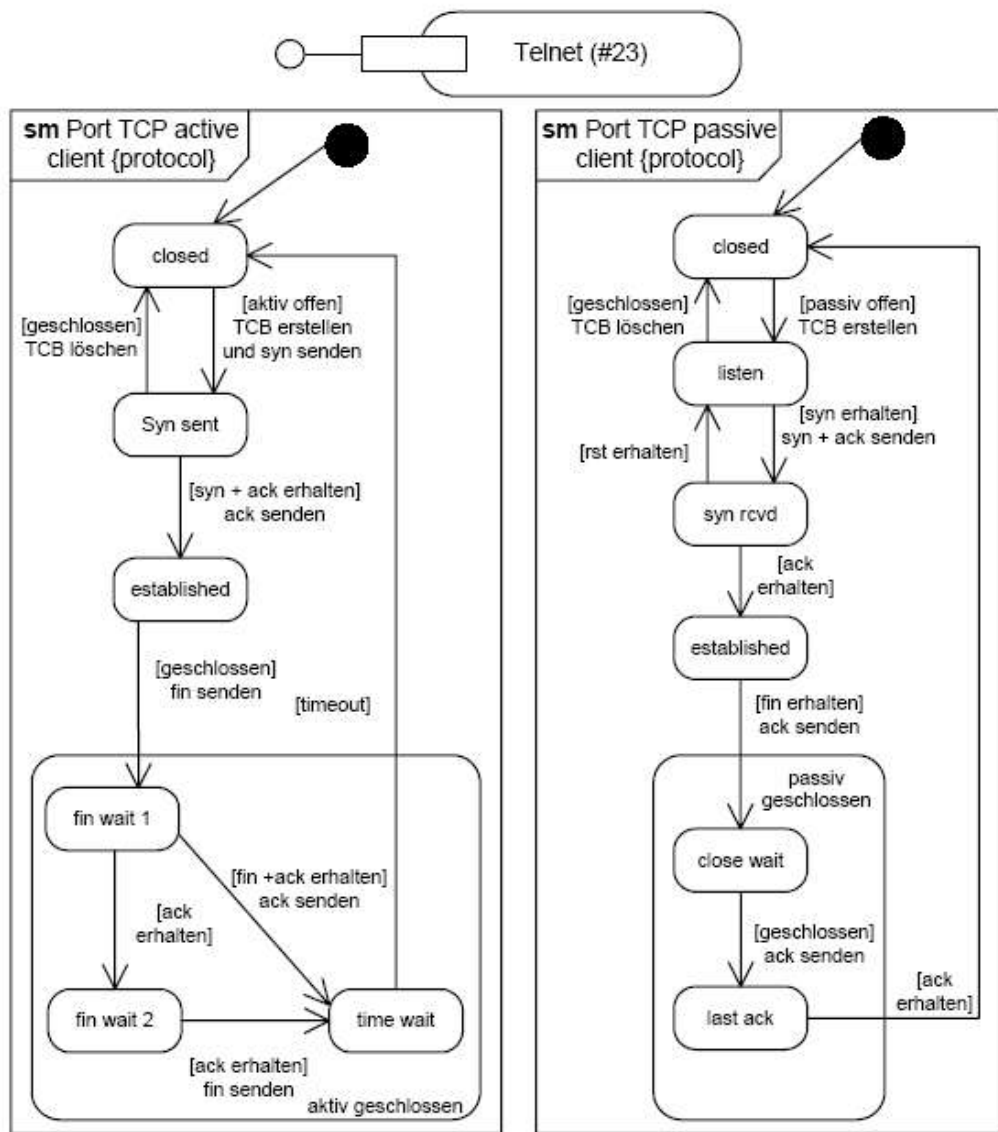 Telnet (#23)
sm Port TCP active
client {protocol}
closed
[geschlossen]
TCB löschen
[aktiv offen]
TCB erstellen
und syn senden
Syn sent
[syn + ack erhalten]
ack senden
established
[geschlossen]
fin senden
[timeout]
fin wait 1
[fin +ack erhalten]
ack senden
[ack
erhalten]
fin wait 2
time wait
[ack erhalten]
fin senden
aktiv geschlossen
sm Port TCP passive
client {protocol}
closed
[geschlossen]
TCB löschen
[passiv offen]
TCB erstellen
listen
[syn erhalten]
syn + ack senden
[rst erhalten]
syn rcvd
[ack
erhalten]
established
[fin erhalten]
ack senden
passiv
geschlossen
close wait
[geschlossen]
ack senden
last ack
[ack
erhalten]